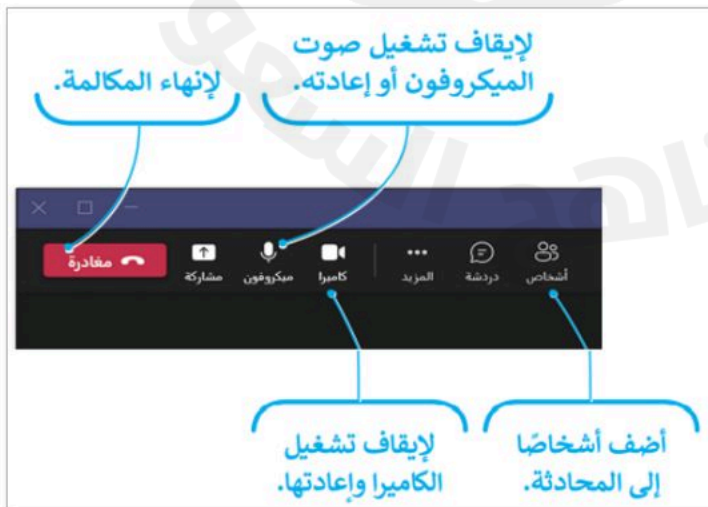 لإيقاف تشغيل صوت
الميكروفون أو إعادته.
لإنهاء المكالمة.
أشخاص
دردشة
المزيد
كاميرا
ميكروفون
مشاركة
مغادرة
أضف أشخاصًا
إلى المحادثة.
لإيقاف تشغيل
الكاميرا وإعادتها.